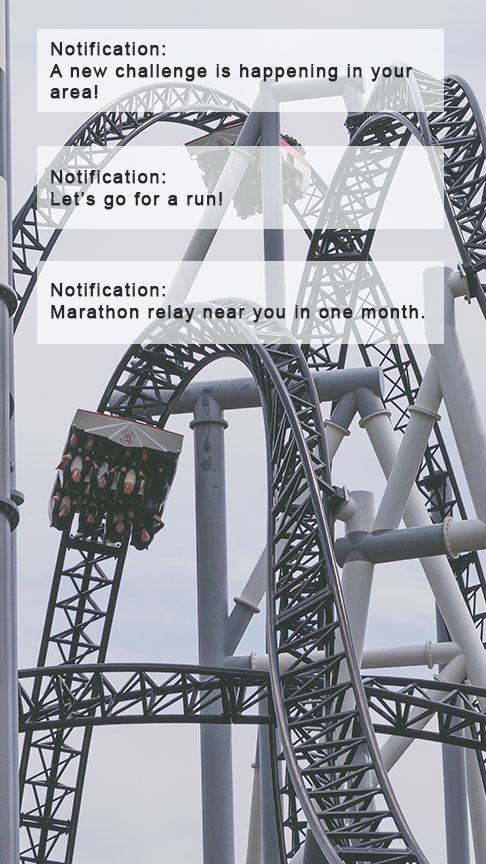 Notification:
A new challenge is happening in your
area!
Notification:
Let's go for a run!
Notification:
Marathon relay near you in one month.